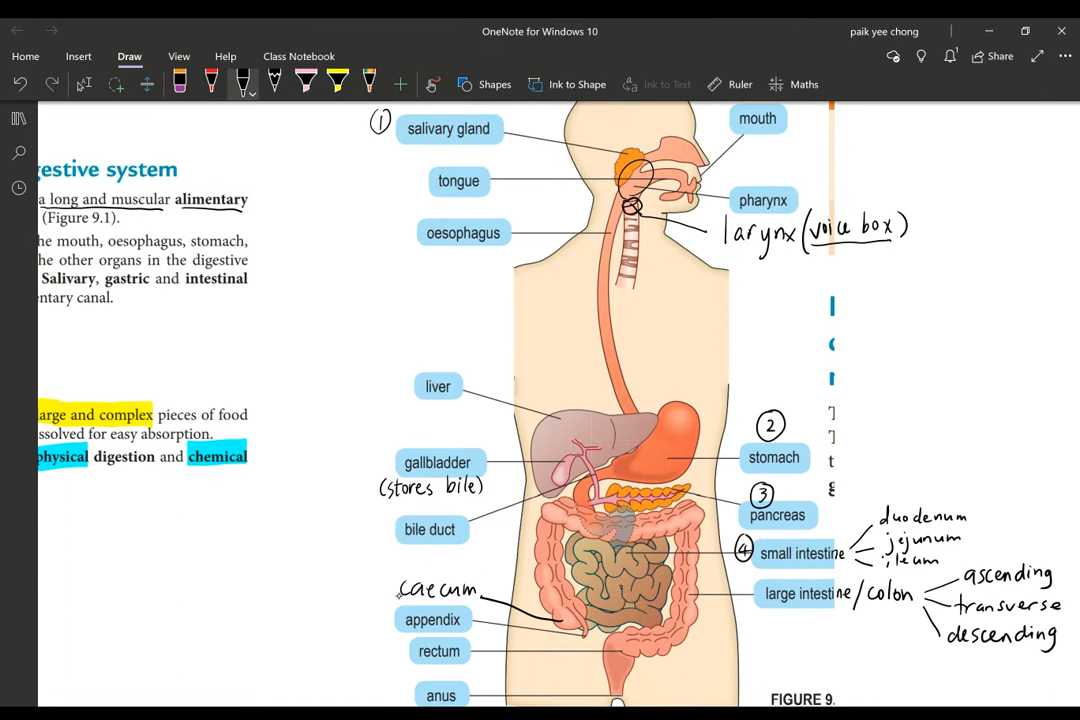 OneNote for Windows 10
paik yee chong
Home Insert Draw View Help Class Notebook
Share
Shapes Ink to Shape Ink to Text Ruler Maths
gestive system
a long and muscular alimentary
(Figure 9.1).
he mouth, oesophagus, stomach,
he other organs in the digestive
Salivary, gastric and intestinal
entary canal.
large and complex pieces of food
issolved for easy absorption.
physical digestion and chemical
1 salivary gland
tongue
oesophagus
liver
gallbladder
(stores bile)
bile duct
caecum
appendix
rectum
anus
mouth
pharynx
larynx (voice box)
2
stomach
3
pancreas
4 small intestine
duodenum
jejunum
ileum
large intestine/colon
ascending
transverse
descending
FIGURE 9.